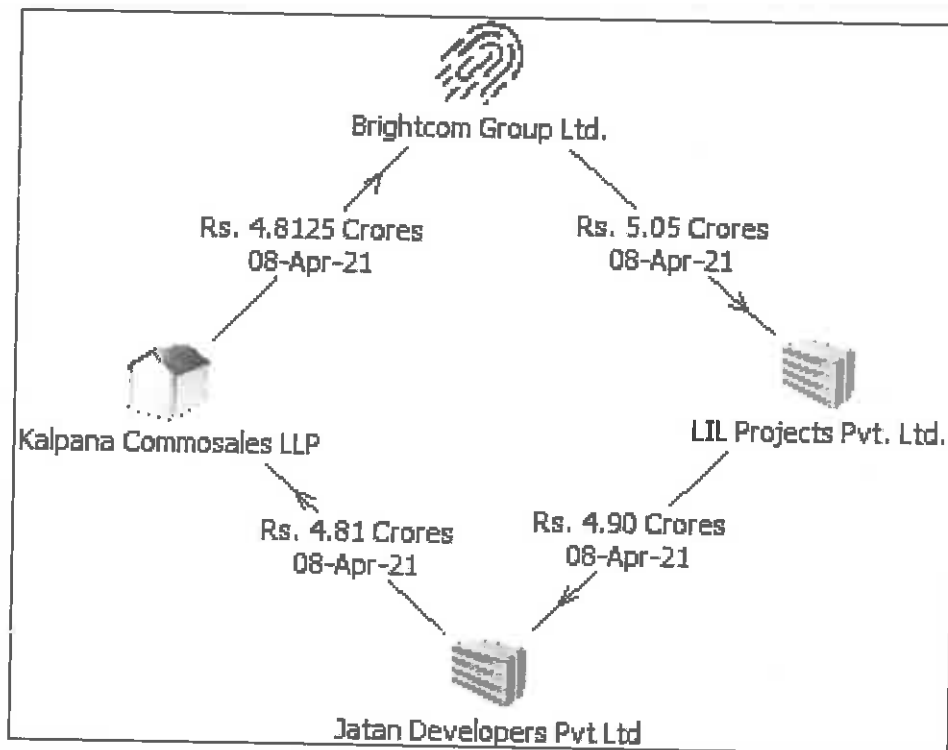 Brightcom Group Ltd.
Rs. 4.8125 Crores
08-Apr-21
Rs. 5.05 Crores
08-Apr-21
Kalpana Commosales LLP
LIL Projects Pvt. Ltd.
Rs. 4.81 Crores
08-Apr-21
Rs. 4.90 Crores
08-Apr-21
Jatan Developers Pvt Ltd